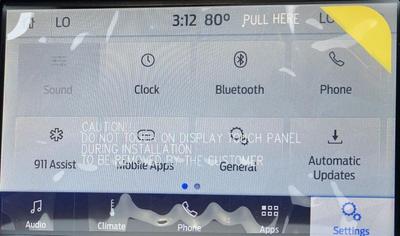 LO 3:12 80° PULL HERE LO
Sound Clock Bluetooth Phone
CAUTION:
DO NOT TOUCH ON DISPLAY TOUCH PANEL
DURING INSTALLATION
TO BE REMOVED BY THE CUSTOMER
911 Assist Mobile Apps General Automatic
Updates
Audio Climate Phone Apps Settings